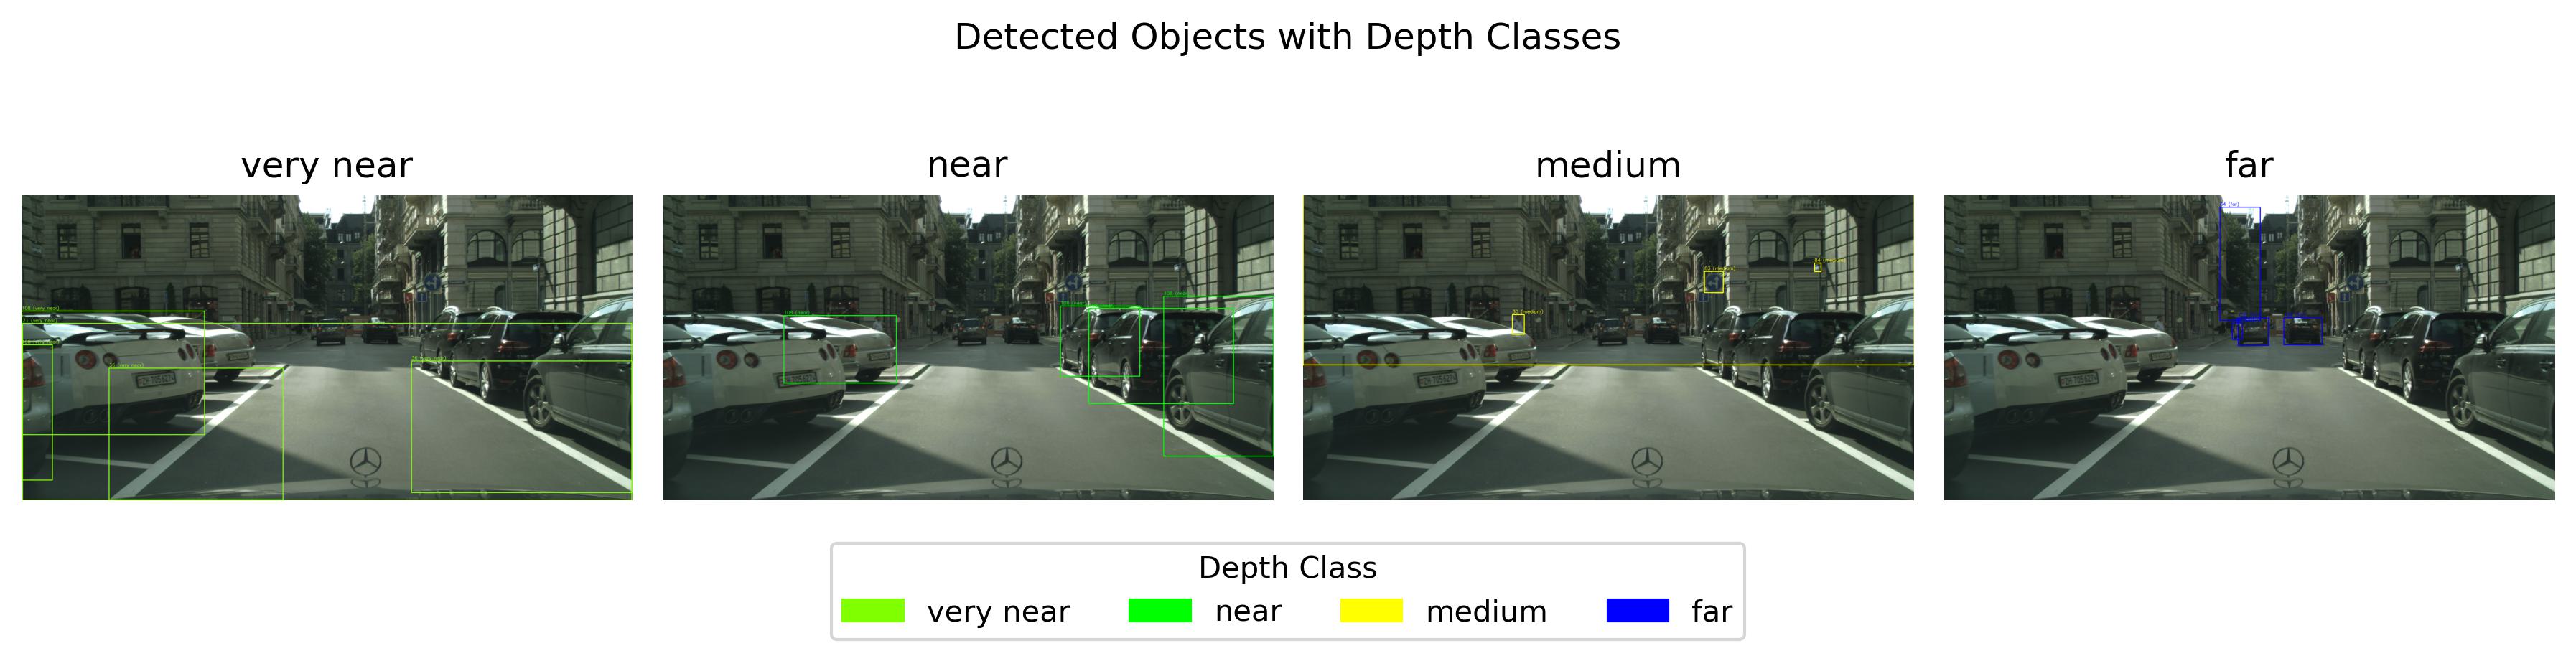 Detected Objects with Depth Classes
very near
near
medium
far
Depth Class
very near
near
medium
far